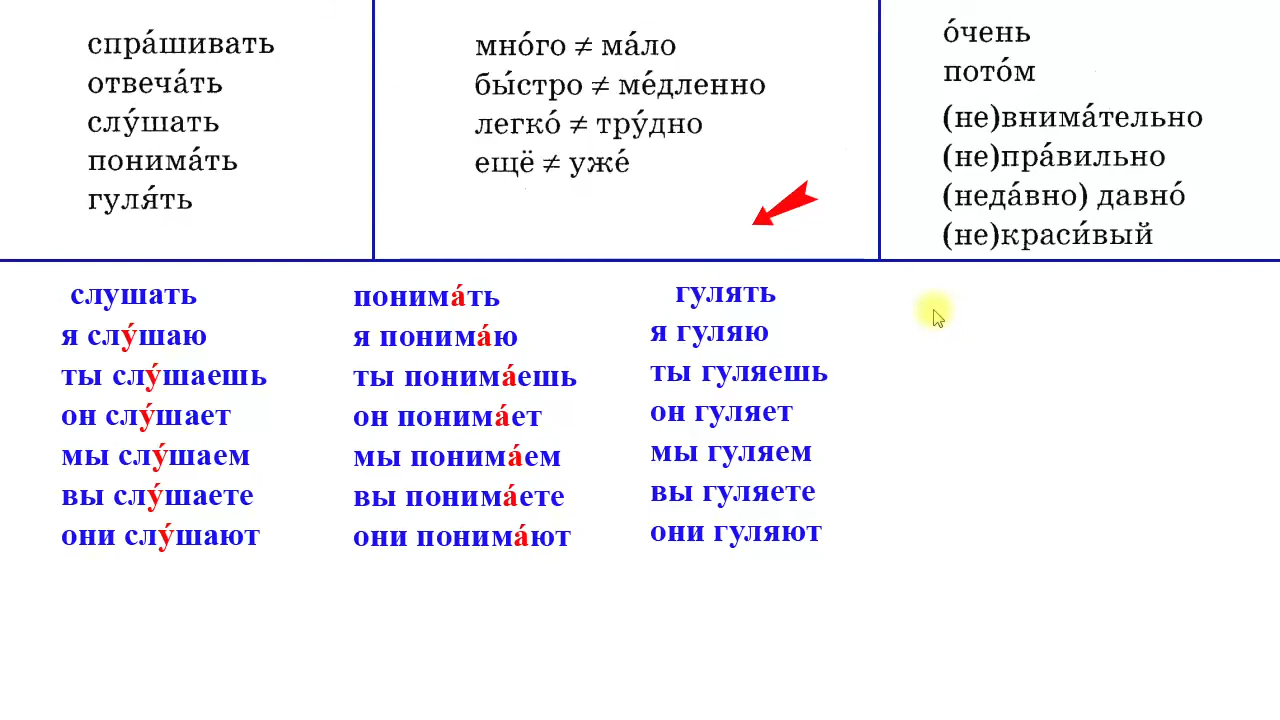 спра́шивать
отвеча́ть
слу́шать
понима́ть
гуля́ть
мно́го ≠ ма́ло
бы́стро ≠ ме́дленно
легко́ ≠ тру́дно
ещё ≠ уже́
о́чень
пото́м
(не)внима́тельно
(не)пра́вильно
(неда́вно) давно́
(не)краси́вый
слушать
я слу́шаю
ты слу́шаешь
он слу́шает
мы слу́шаем
вы слу́шаете
они слу́шают
понима́ть
я понима́ю
ты понима́ешь
он понима́ет
мы понима́ем
вы понима́ете
они понима́ют
гулять
я гуляю
ты гуляешь
он гуляет
мы гуляем
вы гуляете
они гуляют